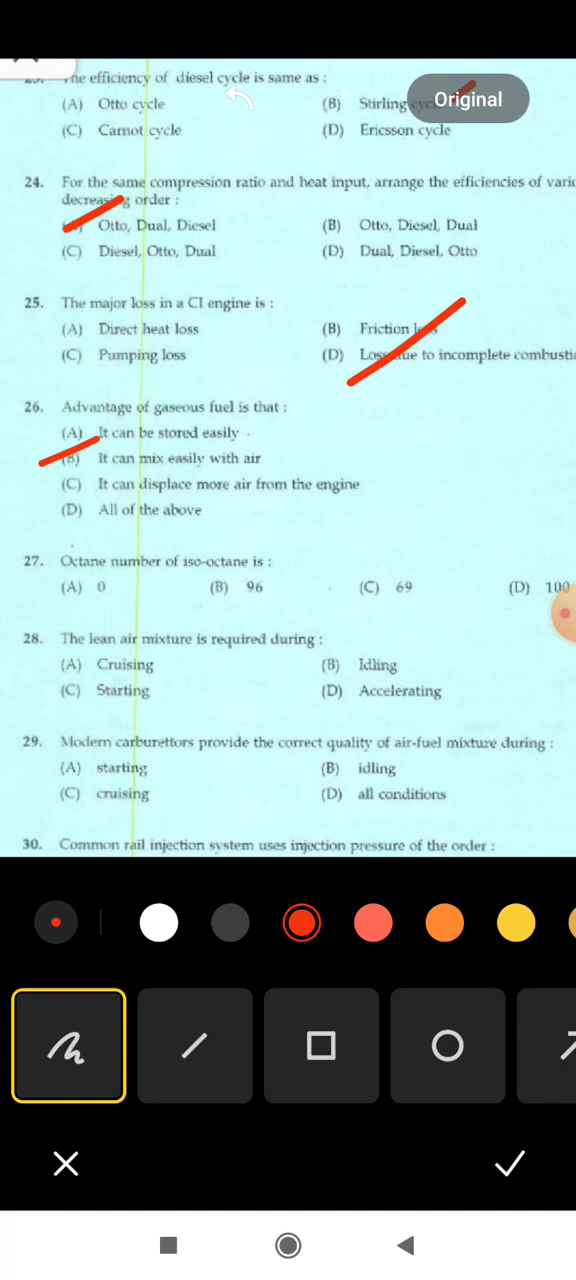 The efficiency of diesel cycle is same as :
Original
(A) Otto cycle (B) Stirling cycle
(C) Carnot cycle (D) Ericsson cycle
24. For the same compression ratio and heat input, arrange the efficiencies of
decreasing order :
Otto, Dual, Diesel (B) Otto, Diesel, Dual
(C) Diesel, Otto, Dual (D) Dual, Diesel, Otto
25. The major loss in a CI engine is :
(A) Direct heat loss (B) Friction loss
(C) Pumping loss (D) Loss due to incomplete
26. Advantage of gaseous fuel is that :
(A) It can be stored easily
(B) It can mix easily with air
(C) It can displace more air from the engine
(D) All of the above
27. Octane number of iso-octane is :
(A) 0 (B) 96 (C) 69 (D) 100
28. The lean air mixture is required during :
(A) Cruising (B) Idling
(C) Starting (D) Accelerating
29. Modern carburettors provide the correct quality of air-fuel mixture during :
(A) starting (B) idling
(C) cruising (D) all conditions
30. Common rail injection system uses injection pressure of the order :